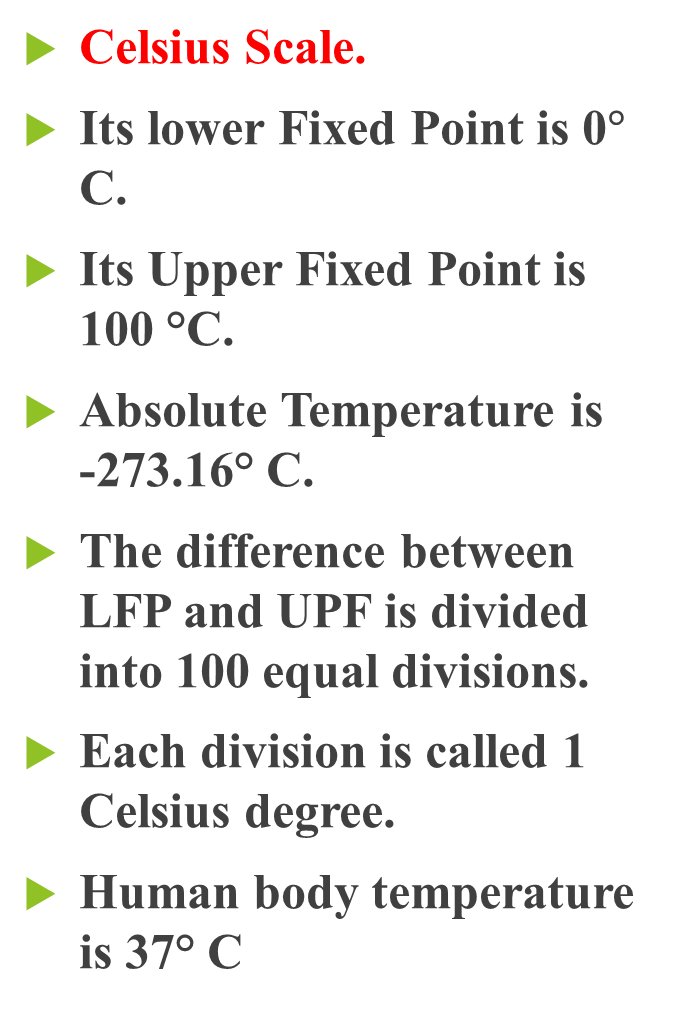 Celsius Scale.
Its lower Fixed Point is 0°
C.
Its Upper Fixed Point is
100 °C.
Absolute Temperature is
-273.16° C.
The difference between
LFP and UPF is divided
into 100 equal divisions.
Each division is called 1
Celsius degree.
Human body temperature
is 37° C